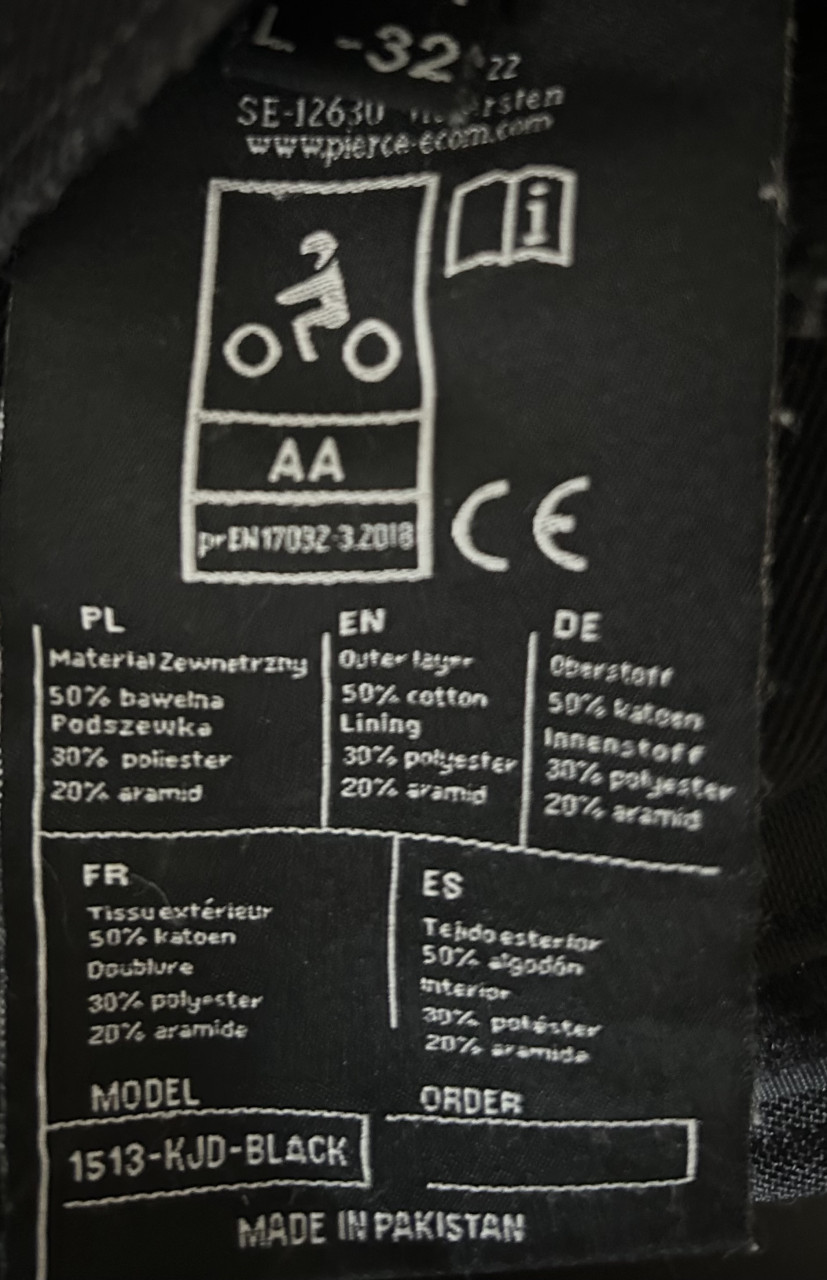 L -32
22
SE-12630
www.pierce-ecom.com
i
AA
prEN17092-3.2018
CE
PL
Material Zewnetrzny
50% bawełna
Podszewka
30% poliester
20% aramid
EN
Outer layer
50% cotton
Lining
30% polyester
20% aramid
DE
Oberstoff
50% katoen
Innenstoff
30% polyester
20% aramid
FR
Tissu extérieur
50% katoen
Doublure
30% polyester
20% aramide
ES
Tejido esterior
50% algodón
Interior
30% poliéster
20% aramida
MODEL
1513-KJD-BLACK
ORDER
MADE IN PAKISTAN